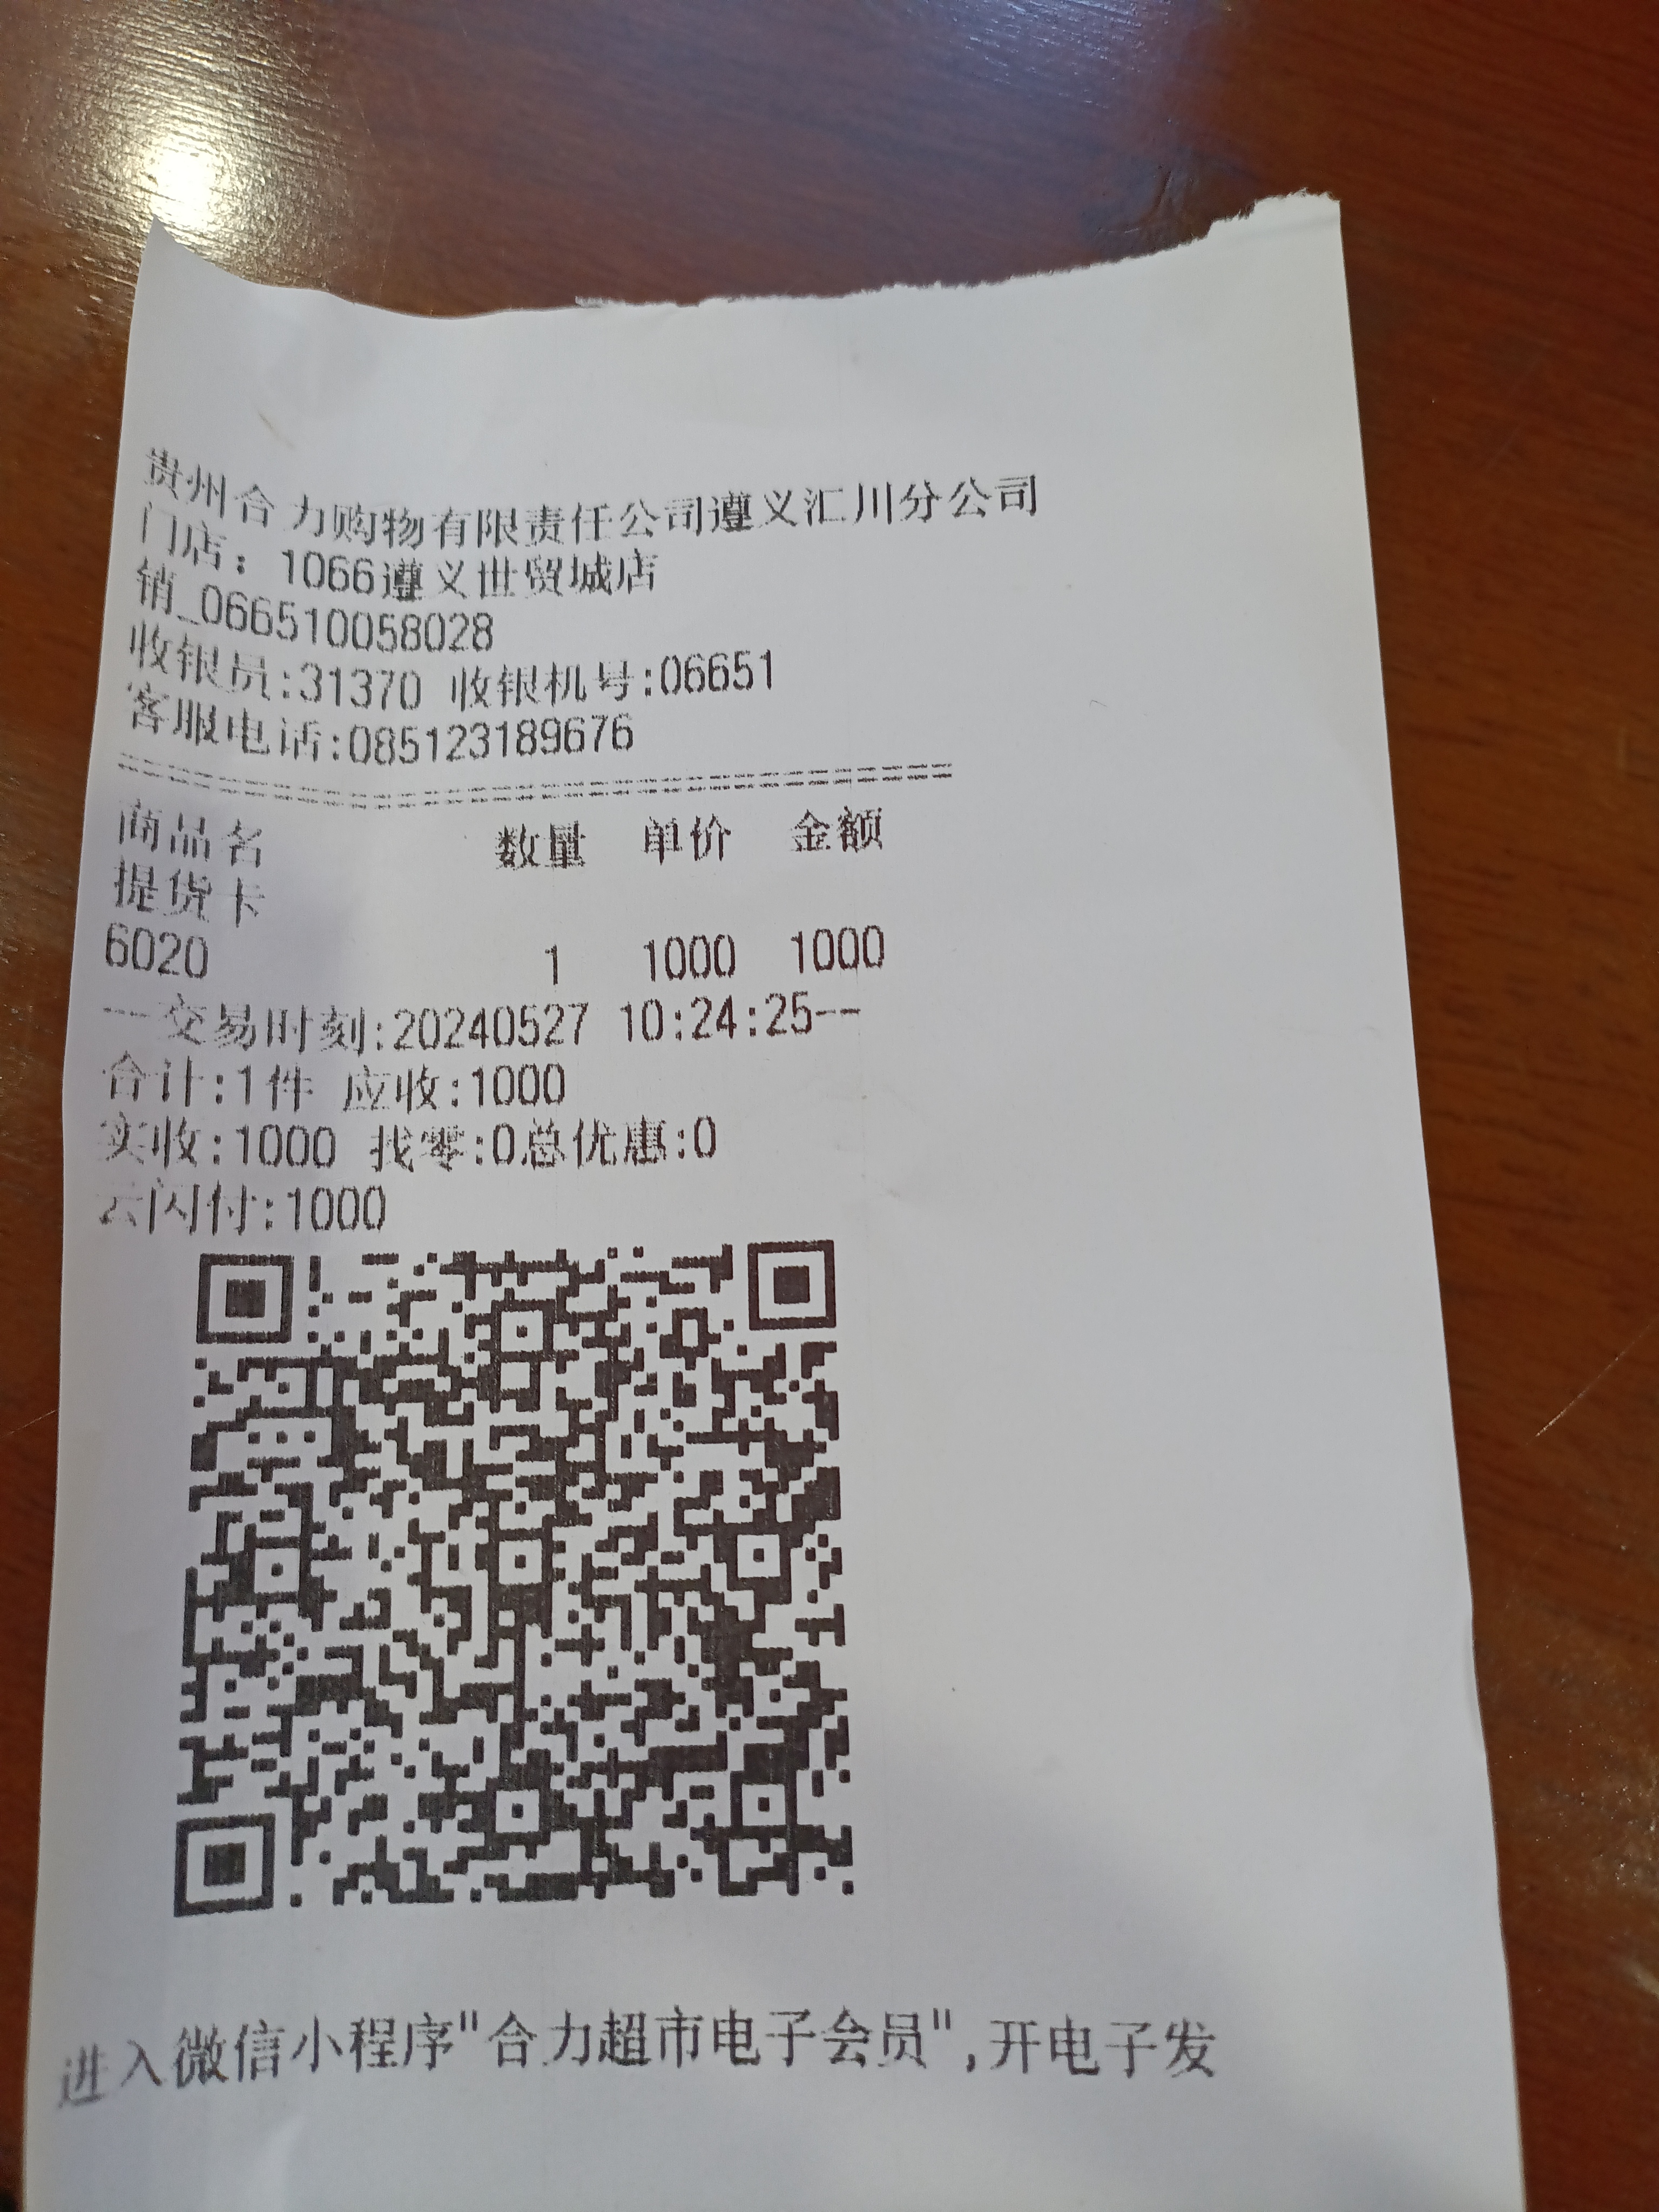 贵州合力购物有限责任公司遵义汇川分公司
门店：1066遵义世贸城店
销_066510058028
收银员:31370 收银机号:06651
客服电话:085123189676
商品名 数量 单价 金额
提货卡
6020 1 1000 1000
--交易时刻:20240527 10:24:25--
合计:1件 应收:1000
实收:1000 找零:0总优惠:0
云闪付:1000
进入微信小程序"合力超市电子会员",开电子发